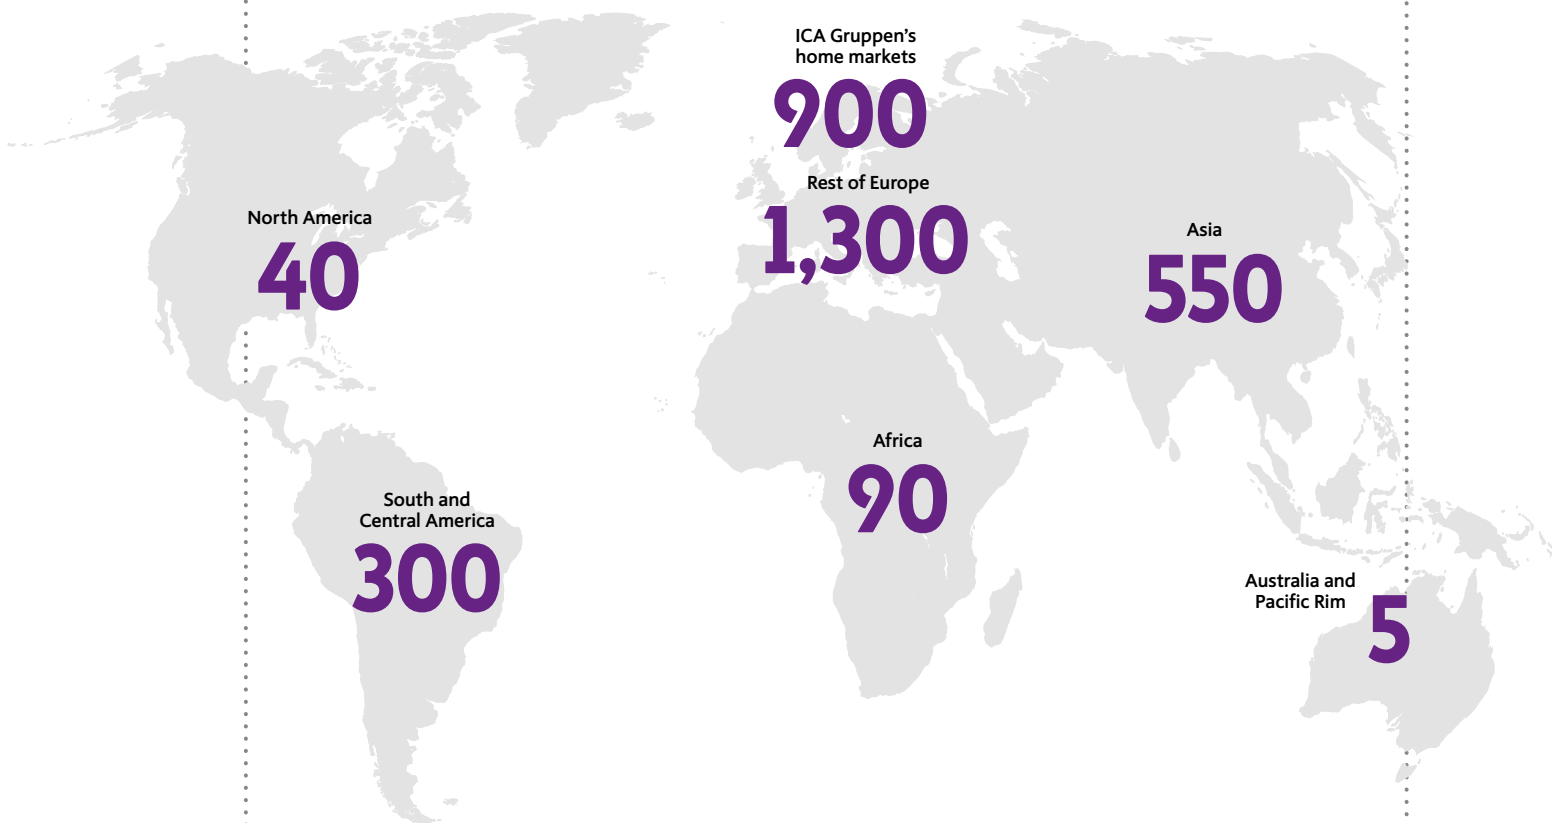 ICA Gruppen’s
home markets
900
Rest of Europe
1,300
North America
40
Asia
550
Africa
90
South and
Central America
300
Australia and
Pacific Rim
5